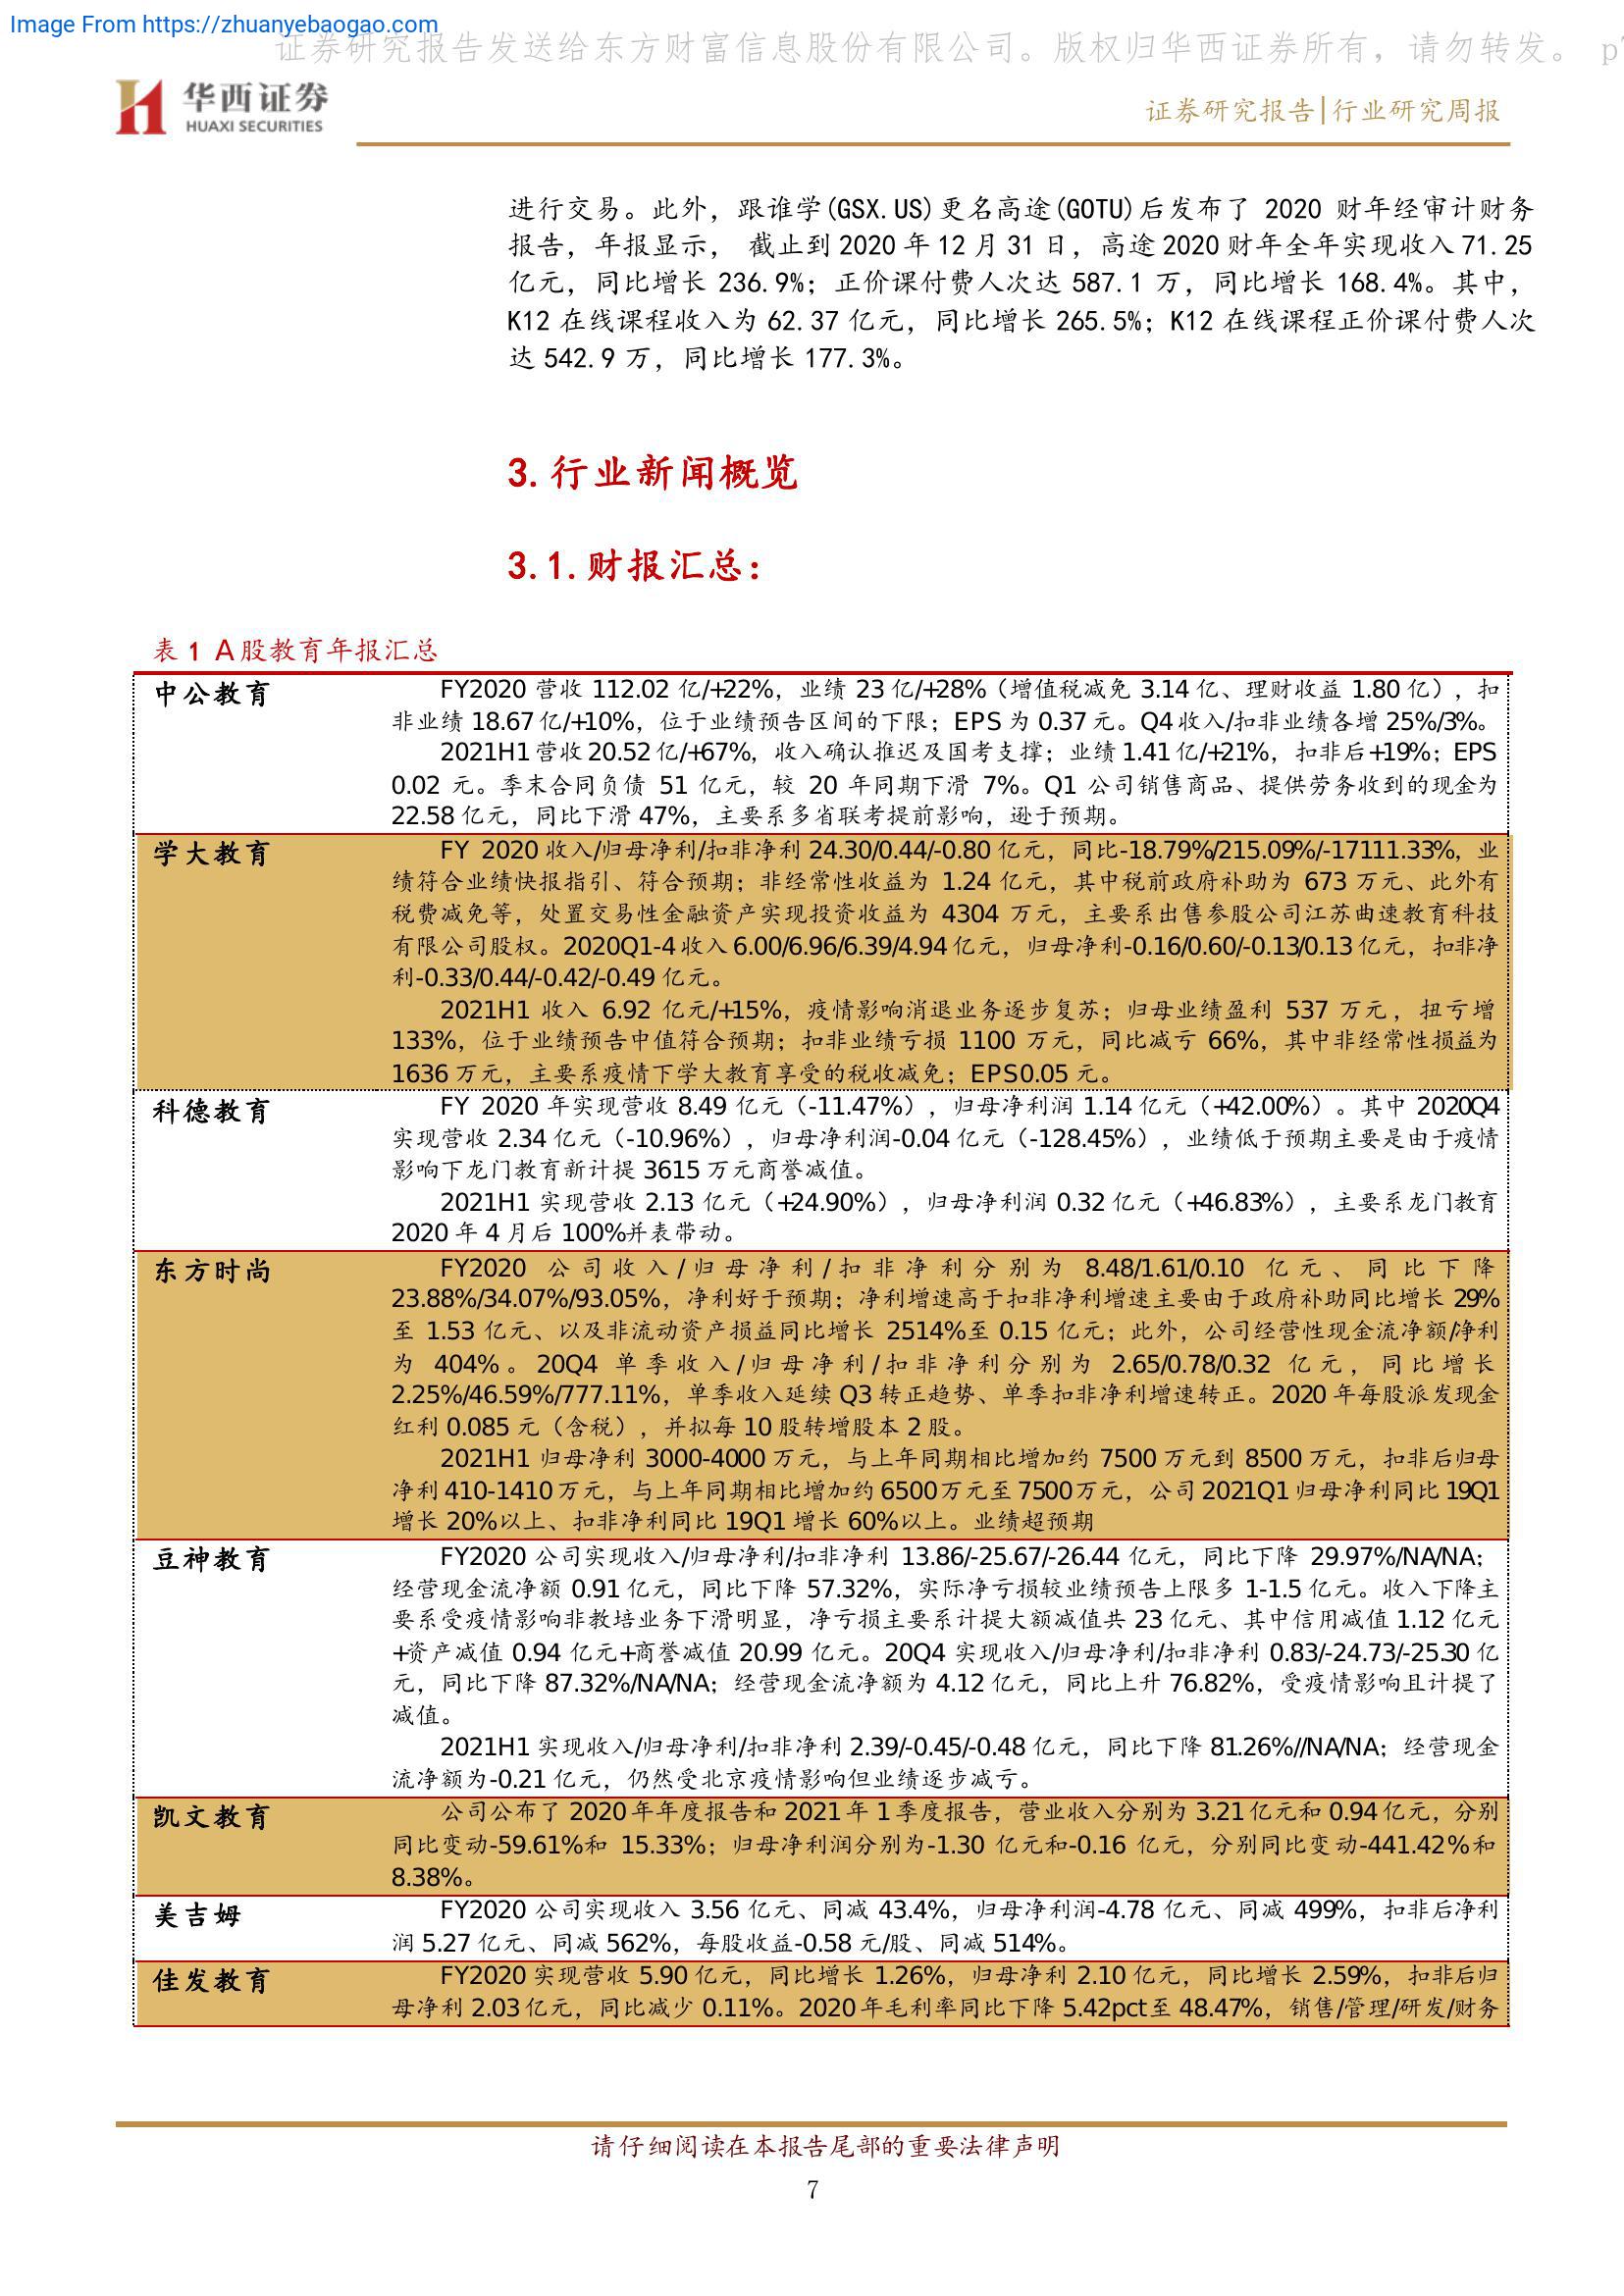 Image From https://zhuanyebaogao.com
证券研究报告发送给东方财富信息股份有限公司。版权归华西证券所有，请勿转发。 p7
华西证券
HUAXI SECURITIES
证券研究报告|行业研究周报
进行交易。此外，跟谁学(GSX.US)更名高途(GOTU)后发布了 2020 财年经审计财务
报告，年报显示， 截止到 2020 年 12 月 31 日，高途 2020 财年全年实现收入 71.25
亿元，同比增长 236.9%；正价课付费人次达 587.1 万，同比增长 168.4%。其中，
K12 在线课程收入为 62.37 亿元，同比增长 265.5%；K12 在线课程正价课付费人次
达 542.9 万，同比增长 177.3%。
3.行业新闻概览
3.1.财报汇总：
表 1 A 股教育年报汇总
中公教育
FY2020 营收 112.02 亿/+22%，业绩 23 亿/+28%（增值税减免 3.14 亿、理财收益 1.80 亿），扣
非业绩 18.67 亿/+10%，位于业绩预告区间的下限；EPS 为 0.37 元。Q4 收入/扣非业绩各增 25%/3%。
2021H1 营收 20.52 亿/+67%，收入确认推迟及国考支撑；业绩 1.41 亿/+21%，扣非后+19%；EPS
0.02 元。季末合同负债 51 亿元，较 20 年同期下滑 7%。Q1 公司销售商品、提供劳务收到的现金为
22.58 亿元，同比下滑 47%，主要系多省联考提前影响，逊于预期。
学大教育
FY 2020 收入/归母净利/扣非净利 24.30/0.44/-0.80 亿元，同比-18.79%/215.09%/-17111.33%，业
绩符合业绩快报指引、符合预期；非经常性收益为 1.24 亿元，其中税前政府补助为 673 万元、此外有
税费减免等，处置交易性金融资产实现投资收益为 4304 万元，主要系出售参股公司江苏曲速教育科技
有限公司股权。2020Q1-4 收入 6.00/6.96/6.39/4.94 亿元，归母净利-0.16/0.60/-0.13/0.13 亿元，扣非净
利-0.33/0.44/-0.42/-0.49 亿元。
2021H1 收入 6.92 亿元/+15%，疫情影响消退业务逐步复苏；归母业绩盈利 537 万元，扭亏增
133%，位于业绩预告中值符合预期；扣非业绩亏损 1100 万元，同比减亏 66%，其中非经常性损益为
1636 万元，主要系疫情下学大教育享受的税收减免；EPS0.05 元。
科德教育
FY 2020 年实现营收 8.49 亿元（-11.47%），归母净利润 1.14 亿元（+42.00%）。其中 2020Q4
实现营收 2.34 亿元（-10.96%），归母净利润-0.04 亿元（-128.45%），业绩低于预期主要是由于疫情
影响下龙门教育新计提 3615 万元商誉减值。
2021H1 实现营收 2.13 亿元（+24.90%），归母净利润 0.32 亿元（+46.83%），主要系龙门教育
2020 年 4 月后 100%并表带动。
东方时尚
FY2020 公司收入/归母净利/扣非净利分别为 8.48/1.61/0.10 亿元、同比下降
23.88%/34.07%/93.05%，净利好于预期；净利增速高于扣非净利增速主要由于政府补助同比增长 29%
至 1.53 亿元、以及非流动资产损益同比增长 2514%至 0.15 亿元；此外，公司经营性现金流净额/净利
为 404%。20Q4 单季收入/归母净利/扣非净利分别为 2.65/0.78/0.32 亿元，同比增长
2.25%/46.59%/777.11%，单季收入延续 Q3 转正趋势、单季扣非净利增速转正。2020 年每股派发现金
红利 0.085 元（含税），并拟每 10 股转增股本 2 股。
2021H1 归母净利 3000-4000 万元，与上年同期相比增加约 7500 万元到 8500 万元，扣非后归母
净利 410-1410 万元，与上年同期相比增加约 6500 万元至 7500 万元，公司 2021Q1 归母净利同比 19Q1
增长 20%以上、扣非净利同比 19Q1 增长 60%以上。业绩超预期
豆神教育
FY2020 公司实现收入/归母净利/扣非净利 13.86/-25.67/-26.44 亿元，同比下降 29.97%/NA/NA；
经营现金流净额 0.91 亿元，同比下降 57.32%，实际净亏损较业绩预告上限多 1-1.5 亿元。收入下降主
要系受疫情影响非教培业务下滑明显，净亏损主要系计提大额减值共 23 亿元、其中信用减值 1.12 亿元
+资产减值 0.94 亿元+商誉减值 20.99 亿元。20Q4 实现收入/归母净利/扣非净利 0.83/-24.73/-25.30 亿
元，同比下降 87.32%/NA/NA；经营现金流净额为 4.12 亿元，同比上升 76.82%，受疫情影响且计提了
减值。
2021H1 实现收入/归母净利/扣非净利 2.39/-0.45/-0.48 亿元，同比下降 81.26%//NA/NA；经营现金
流净额为-0.21 亿元，仍然受北京疫情影响但业绩逐步减亏。
凯文教育
公司公布了 2020 年年度报告和 2021 年 1 季度报告，营业收入分别为 3.21 亿元和 0.94 亿元，分别
同比变动-59.61%和 15.33%；归母净利润分别为-1.30 亿元和-0.16 亿元，分别同比变动-441.42%和
8.38%。
美吉姆
FY2020 公司实现收入 3.56 亿元、同减 43.4%，归母净利润-4.78 亿元、同减 499%，扣非后净利
润 5.27 亿元、同减 562%，每股收益-0.58 元/股、同减 514%。
佳发教育
FY2020 实现营收 5.90 亿元，同比增长 1.26%，归母净利 2.10 亿元，同比增长 2.59%，扣非后归
母净利 2.03 亿元，同比减少 0.11%。2020 年毛利率同比下降 5.42pct 至 48.47%，销售/管理/研发/财务
请仔细阅读在本报告尾部的重要法律声明
7